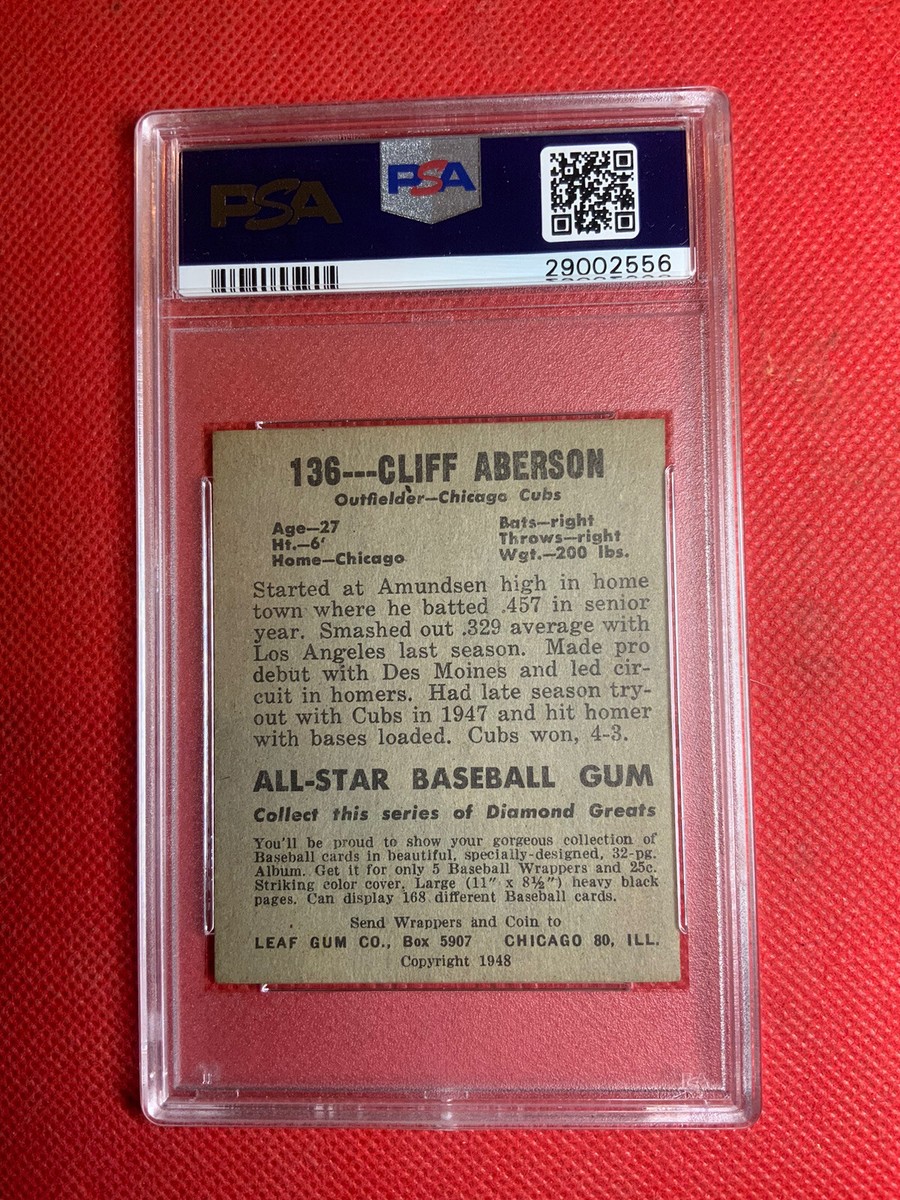 PSA
PSA
29002556
136---CLIFF ABERSON
Outfielder—Chicago Cubs
Age—27
Ht.—6'
Home—Chicago
Bats—right
Throws—right
Wgt.—200 lbs.
Started at Amundsen high in home
town where he batted .457 in senior
year. Smashed out .329 average with
Los Angeles last season. Made pro
debut with Des Moines and led cir-
cuit in homers. Had late season try-
out with Cubs in 1947 and hit homer
with bases loaded. Cubs won, 4-3.
ALL-STAR BASEBALL GUM
Collect this series of Diamond Greats
You'll be proud to show your gorgeous collection of
Baseball cards in beautiful, specially-designed, 32-pg.
Album. Get it for only 5 Baseball Wrappers and 25c.
Striking color cover. Large (11" x 8½") heavy black
pages. Can display 168 different Baseball cards.
Send Wrappers and Coin to
LEAF GUM CO., Box 5907 CHICAGO 80, ILL.
Copyright 1948